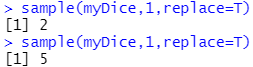 > sample(myDice,1,replace=T)
[1] 2
> sample(myDice,1,replace=T)
[1] 5